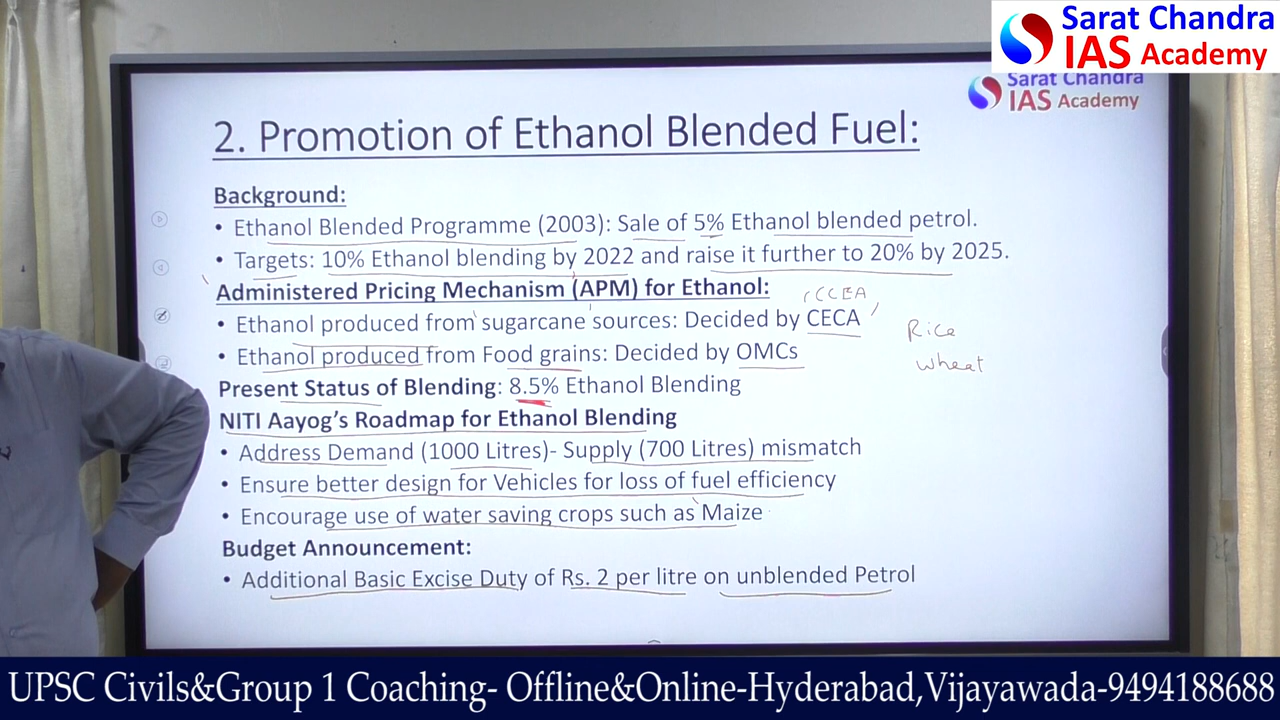 Sarat Chandra
IAS Academy
Sarat Chandra
IAS Academy
2. Promotion of Ethanol Blended Fuel:
Background:
• Ethanol Blended Programme (2003): Sale of 5% Ethanol blended petrol.
• Targets: 10% Ethanol blending by 2022 and raise it further to 20% by 2025.
Administered Pricing Mechanism (APM) for Ethanol:
CCEA
• Ethanol produced from sugarcane sources: Decided by CECA
Rice
• Ethanol produced from Food grains: Decided by OMCs
wheat
Present Status of Blending: 8.5% Ethanol Blending
NITI Aayog's Roadmap for Ethanol Blending
• Address Demand (1000 Litres)- Supply (700 Litres) mismatch
• Ensure better design for Vehicles for loss of fuel efficiency
• Encourage use of water saving crops such as Maize
Budget Announcement:
• Additional Basic Excise Duty of Rs. 2 per litre on unblended Petrol
UPSC Civils&Group 1 Coaching- Offline&Online-Hyderabad,Vijayawada-9494188688